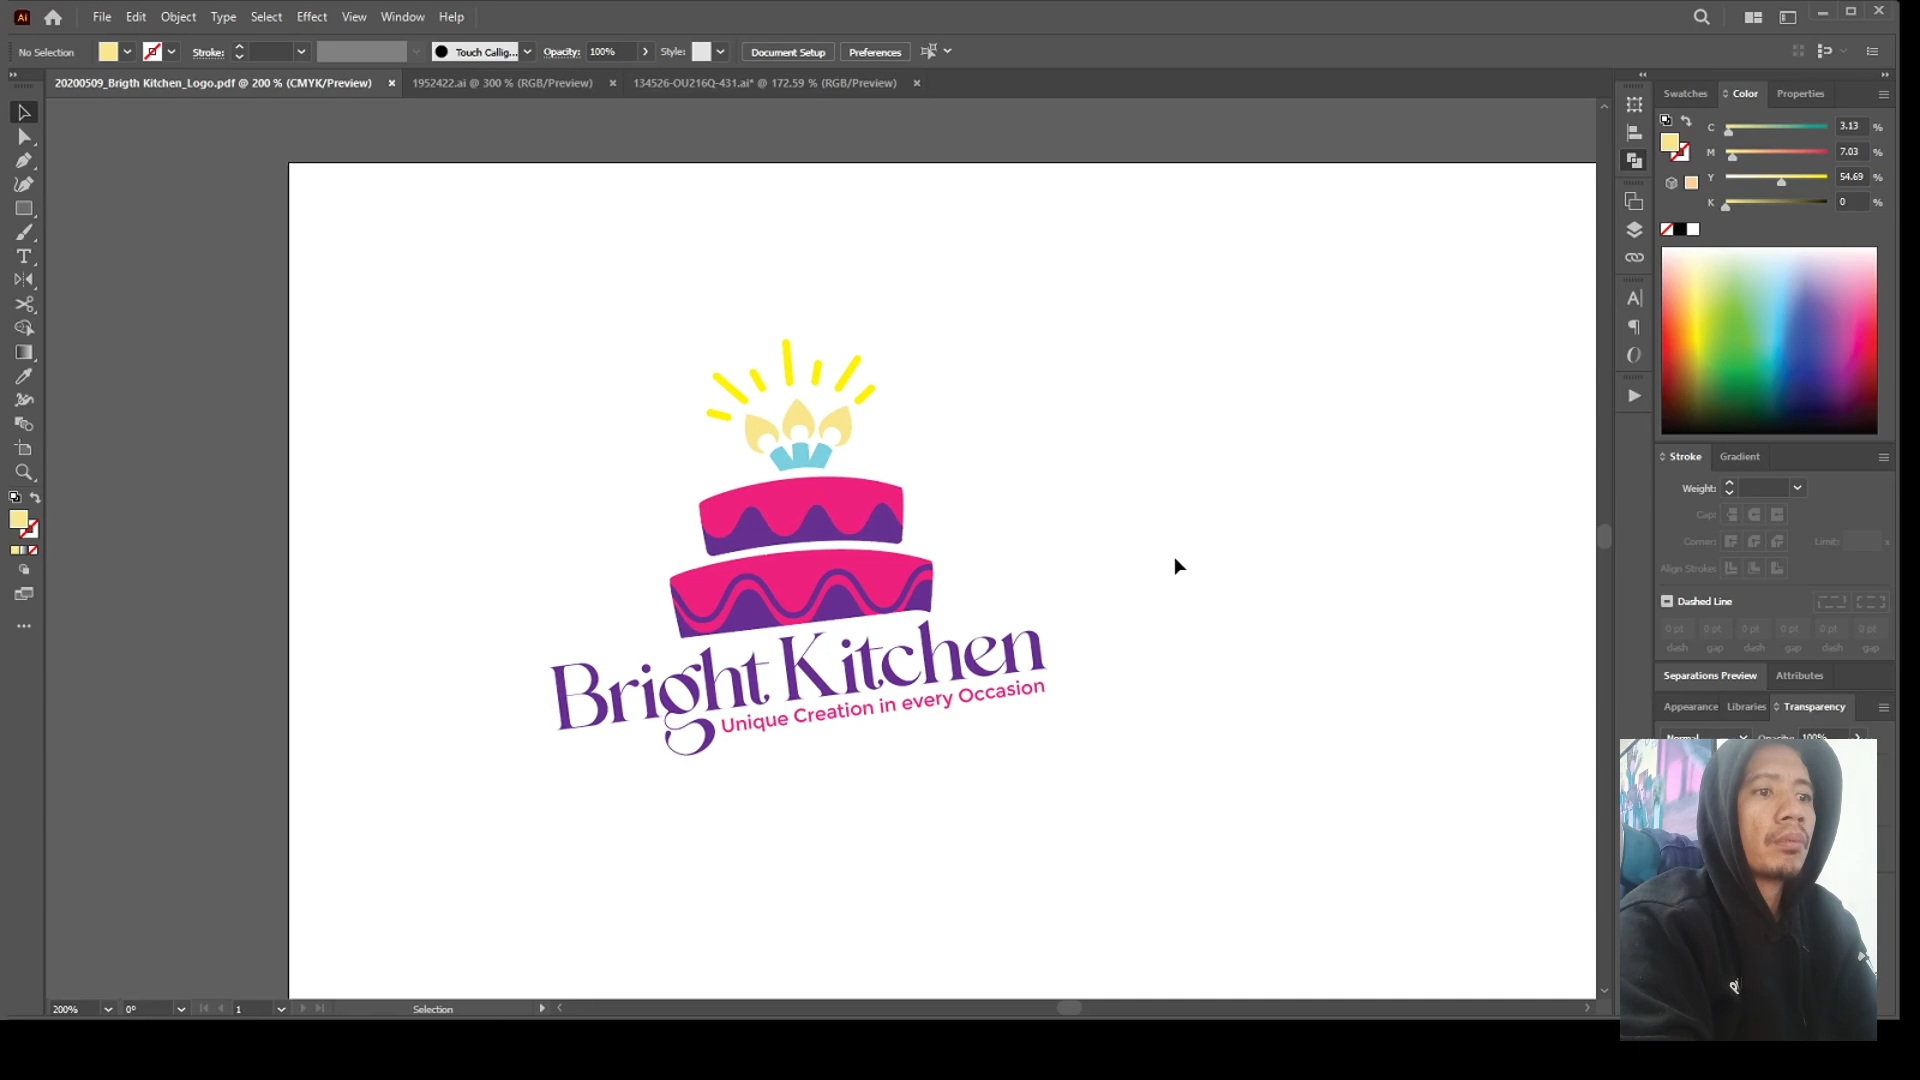 Ai File Edit Object Type Select Effect View Window Help
No Selection Stroke: Touch Callig... Opacity: 100% Style: Document Setup Preferences
20200509_Brigth Kitchen_Logo.pdf @ 200 % (CMYK/Preview) × 1952422.ai @ 300 % (RGB/Preview) × 134526-OU216Q-431.ai* @ 172.59 % (RGB/Preview) ×
Swatches Color Properties
C 3.13 %
M 7.03 %
Y 54.69 %
K 0 %
Bright Kitchen
Unique Creation in every Occasion
Stroke Gradient
Weight:
Cap:
Corner: Limit: x
Align Stroke:
Dashed Line
0 pt 0 pt 0 pt 0 pt 0 pt 0 pt
dash gap dash gap dash gap
Separations Preview Attributes
Appearance Libraries Transparency
Normal Opacity: 100%
200% 0° 1 Selection